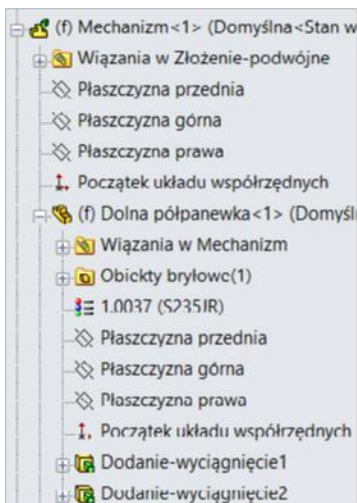 (f) Mechanizm<1> (Domyślna<Stan w
Wiązania w Złożenie-podwójne
Płaszczyzna przednia
Płaszczyzna górna
Płaszczyzna prawa
Początek układu współrzędnych
(f) Dolna półpanewka<1> (Domyśl
Wiązania w Mechanizm
Obiekty bryłowe(1)
1.0037 (S235JR)
Płaszczyzna przednia
Płaszczyzna górna
Płaszczyzna prawa
Początek układu współrzędnych
Dodanie-wyciągnięcie1
Dodanie-wyciągnięcie2